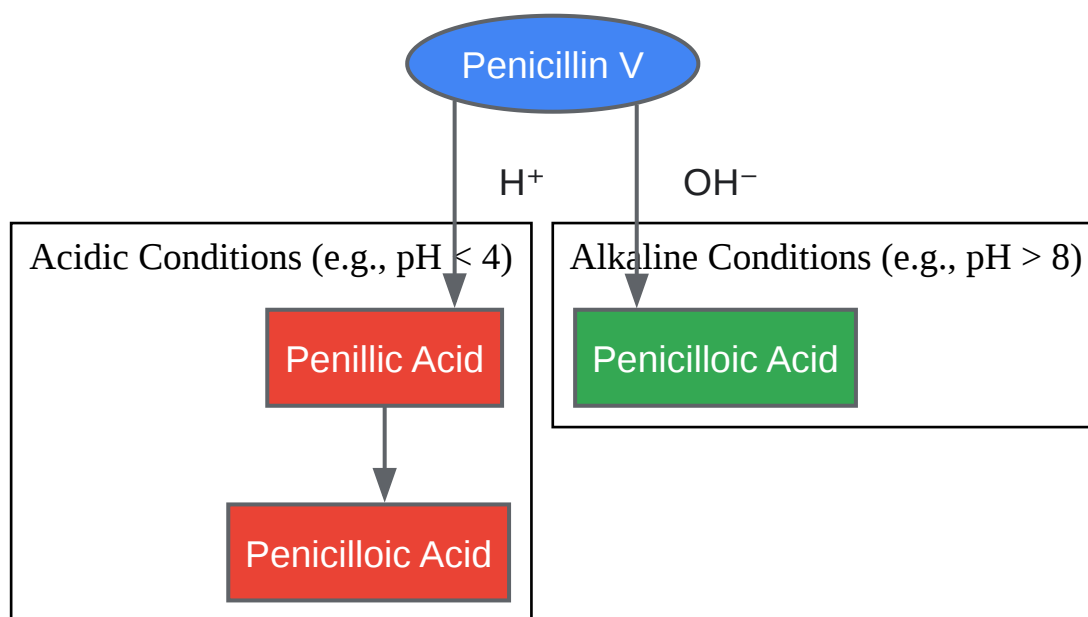 Penicillin V
H⁺
OH⁻
Acidic Conditions (e.g., pH < 4)
Alkaline Conditions (e.g., pH > 8)
Penillic Acid
Penicilloic Acid
Penicilloic Acid